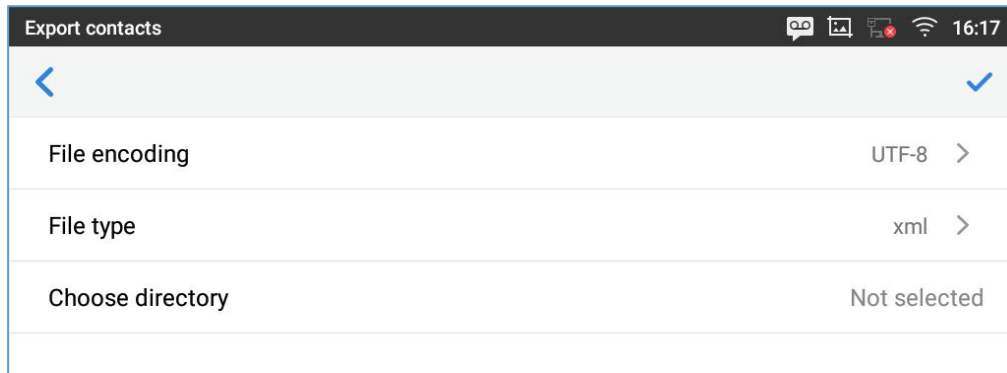 Export contacts 16:17
File encoding UTF-8
File type xml
Choose directory Not selected